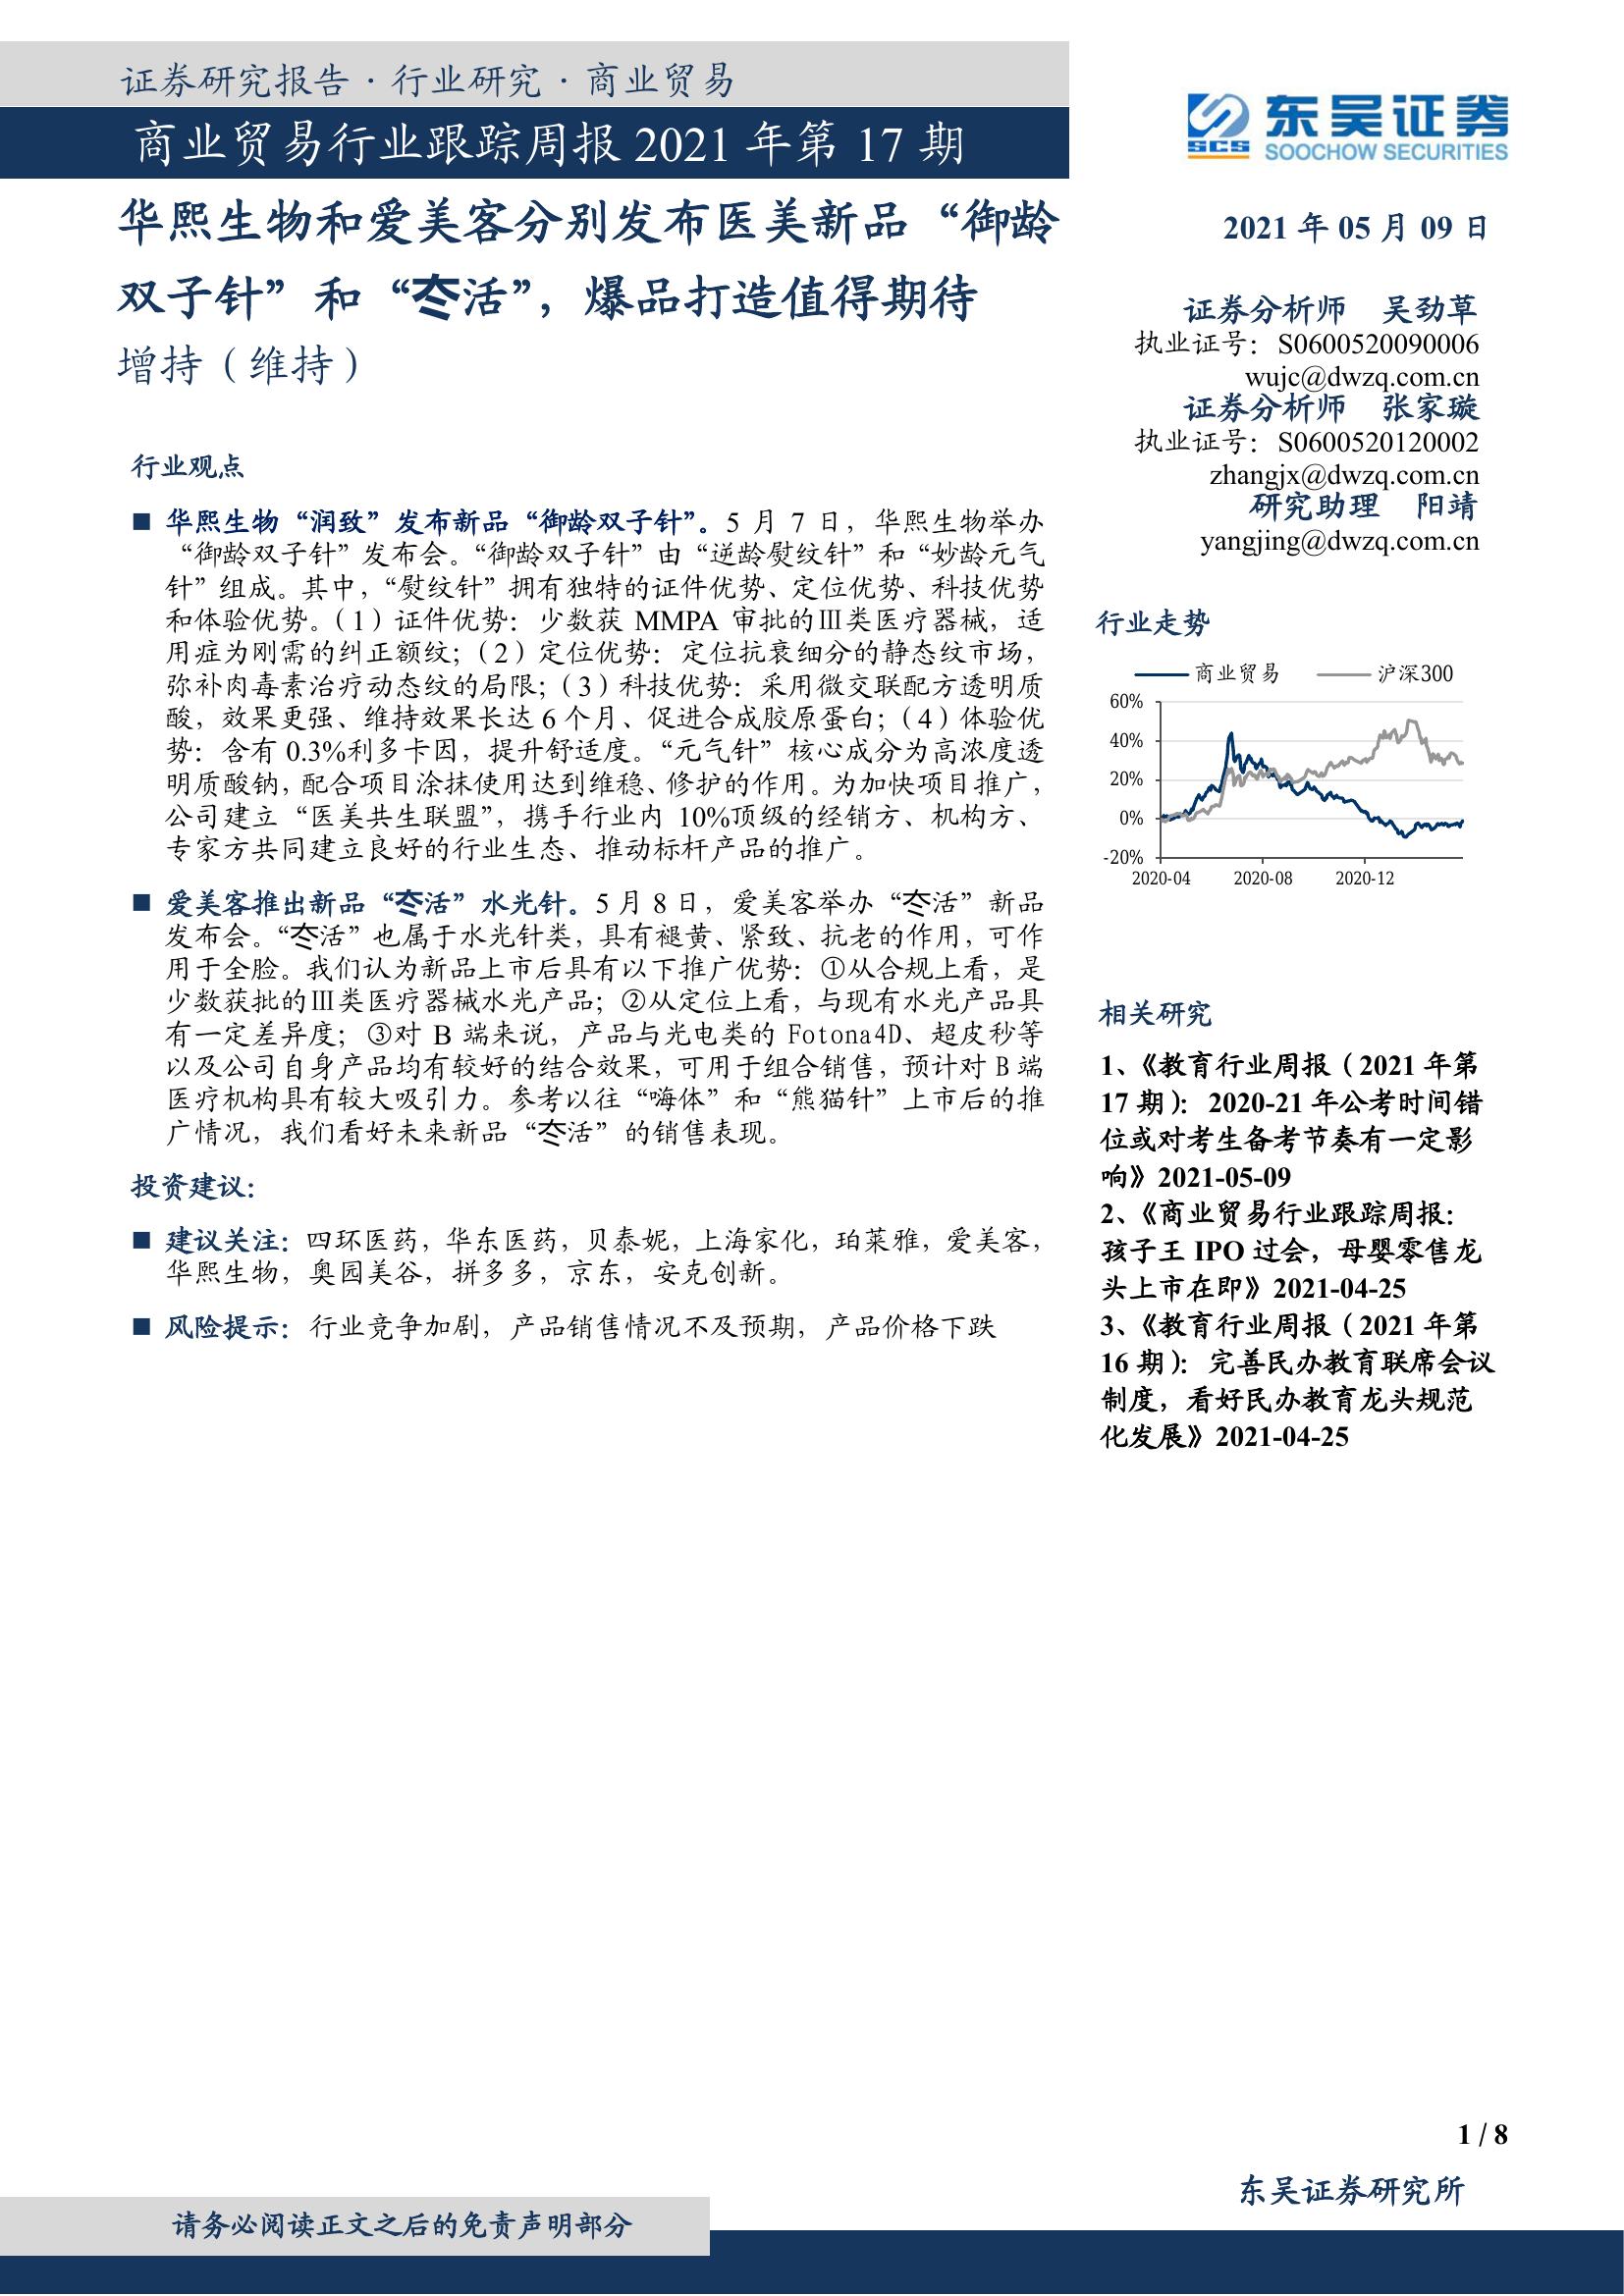 证券研究报告·行业研究·商业贸易
商业贸易行业跟踪周报 2021 年第 17 期
东吴证券
SCS
SOOCHOW SECURITIES
华熙生物和爱美客分别发布医美新品“御龄
双子针”和“冭活”，爆品打造值得期待
增持（维持）
行业观点
■ 华熙生物“润致”发布新品“御龄双子针”。5 月 7 日，华熙生物举办
“御龄双子针”发布会。“御龄双子针”由“逆龄熨纹针”和“妙龄元气
针”组成。其中，“熨纹针”拥有独特的证件优势、定位优势、科技优势
和体验优势。（1）证件优势：少数获 MMPA 审批的Ⅲ类医疗器械，适
用症为刚需的纠正额纹；（2）定位优势：定位抗衰细分的静态纹市场，
弥补肉毒素治疗动态纹的局限；（3）科技优势：采用微交联配方透明质
酸，效果更强、维持效果长达 6 个月、促进合成胶原蛋白；（4）体验优
势：含有 0.3%利多卡因，提升舒适度。“元气针”核心成分为高浓度透
明质酸钠，配合项目涂抹使用达到维稳、修护的作用。为加快项目推广，
公司建立“医美共生联盟”，携手行业内 10%顶级的经销方、机构方、
专家方共同建立良好的行业生态、推动标杆产品的推广。
■ 爱美客推出新品“冭活”水光针。5 月 8 日，爱美客举办“冭活”新品
发布会。“冭活”也属于水光针类，具有褪黄、紧致、抗老的作用，可作
用于全脸。我们认为新品上市后具有以下推广优势：①从合规上看，是
少数获批的Ⅲ类医疗器械水光产品；②从定位上看，与现有水光产品具
有一定差异度；③对 B 端来说，产品与光电类的 Fotona4D、超皮秒等
以及公司自身产品均有较好的结合效果，可用于组合销售，预计对 B 端
医疗机构具有较大吸引力。参考以往“嗨体”和“熊猫针”上市后的推
广情况，我们看好未来新品“冭活”的销售表现。
投资建议：
■ 建议关注：四环医药，华东医药，贝泰妮，上海家化，珀莱雅，爱美客，
华熙生物，奥园美谷，拼多多，京东，安克创新。
■ 风险提示：行业竞争加剧，产品销售情况不及预期，产品价格下跌
2021 年 05 月 09 日
证券分析师 吴劲草
执业证号：S0600520090006
wujc@dwzq.com.cn
证券分析师 张家璇
执业证号：S0600520120002
zhangjx@dwzq.com.cn
研究助理 阳靖
yangjing@dwzq.com.cn
行业走势
商业贸易 沪深300
60%
40%
20%
0%
-20%
2020-04 2020-08 2020-12
相关研究
1、《教育行业周报（2021 年第
17 期）：2020-21 年公考时间错
位或对考生备考节奏有一定影
响》2021-05-09
2、《商业贸易行业跟踪周报：
孩子王 IPO 过会，母婴零售龙
头上市在即》2021-04-25
3、《教育行业周报（2021 年第
16 期）：完善民办教育联席会议
制度，看好民办教育龙头规范
化发展》2021-04-25
1 / 8
东吴证券研究所
请务必阅读正文之后的免责声明部分